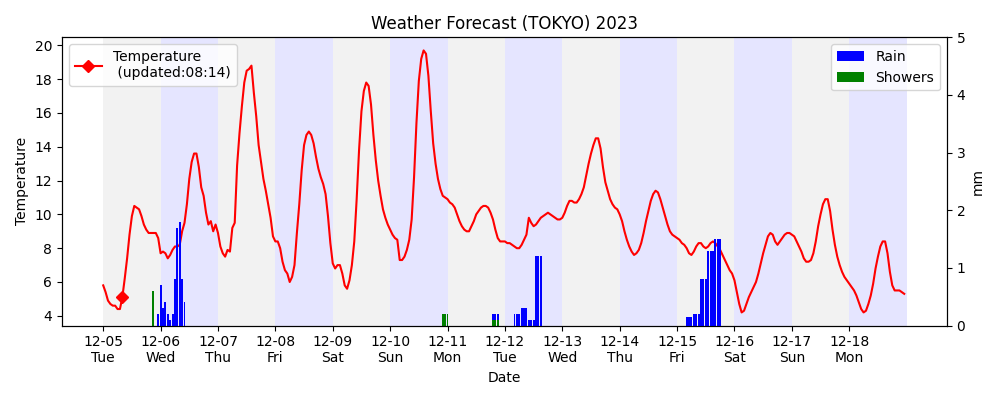 Weather Forecast (TOKYO) 2023
Temperature
(updated:08:14)
Rain
Showers
20
18
16
14
12
10
8
6
4
Temperature
5
4
3
2
1
0
mm
12-05 12-06 12-07 12-08 12-09 12-10 12-11 12-12 12-13 12-14 12-15 12-16 12-17 12-18
Tue Wed Thu Fri Sat Sun Mon Tue Wed Thu Fri Sat Sun Mon
Date